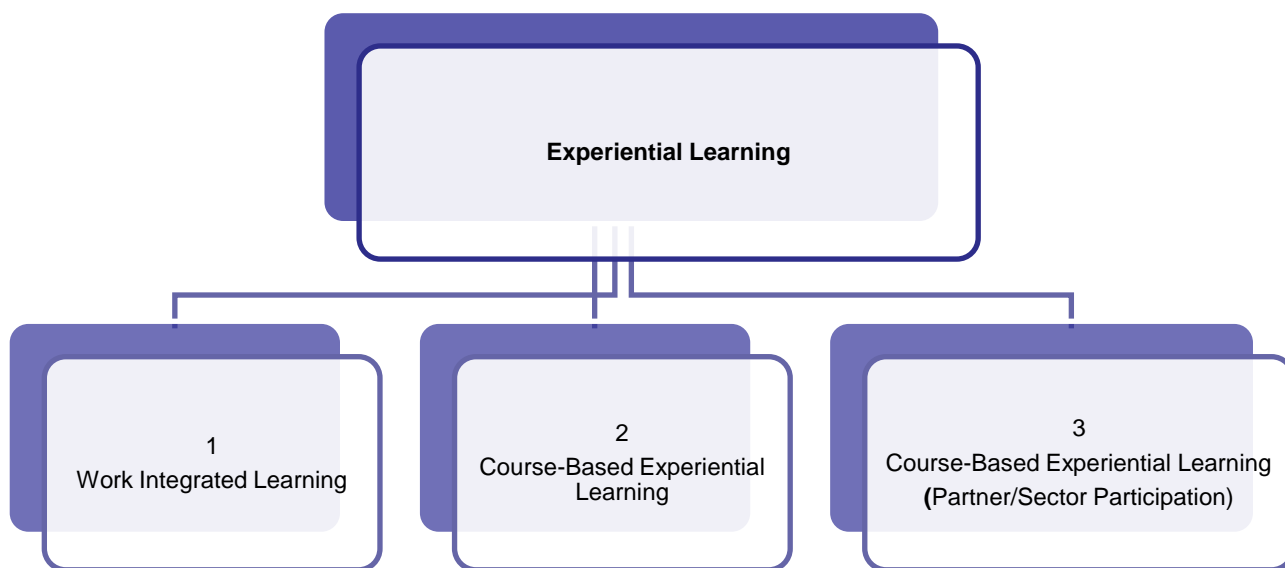 Experiential Learning
1
Work Integrated Learning
2
Course-Based Experiential
Learning
3
Course-Based Experiential Learning
(Partner/Sector Participation)